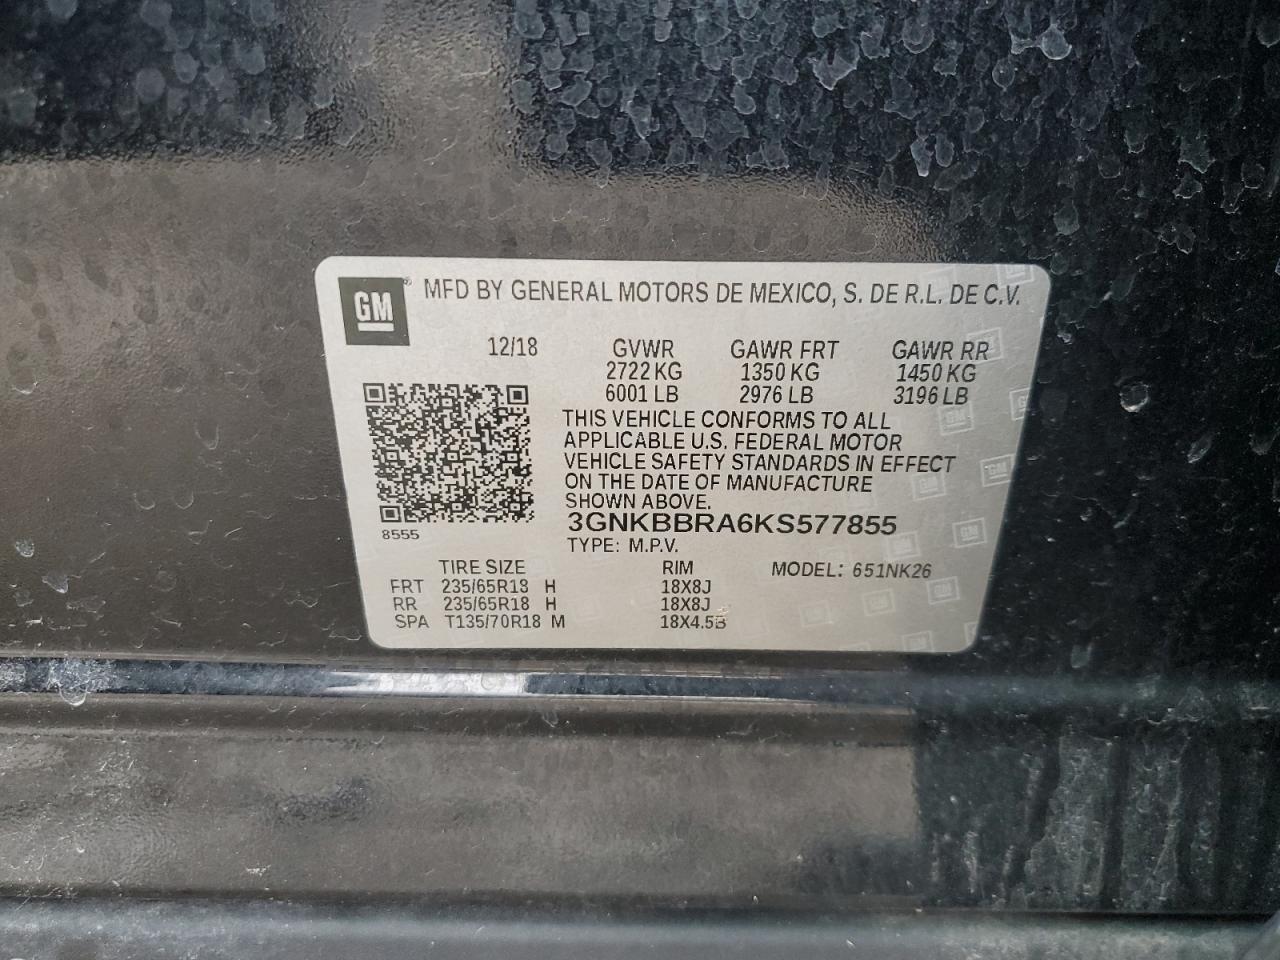 GM® MFD BY GENERAL MOTORS DE MEXICO, S. DE R.L. DE C.V.
12/18 GVWR GAWR FRT GAWR RR
2722 KG 1350 KG 1450 KG
6001 LB 2976 LB 3196 LB
THIS VEHICLE CONFORMS TO ALL
APPLICABLE U.S. FEDERAL MOTOR
VEHICLE SAFETY STANDARDS IN EFFECT
ON THE DATE OF MANUFACTURE
SHOWN ABOVE.
3GNKBBRA6KS577855
8555
TYPE: M.P.V.
TIRE SIZE RIM MODEL: 651NK26
FRT 235/65R18 H 18X8J
RR 235/65R18 H 18X8J
SPA T135/70R18 M 18X4.5B